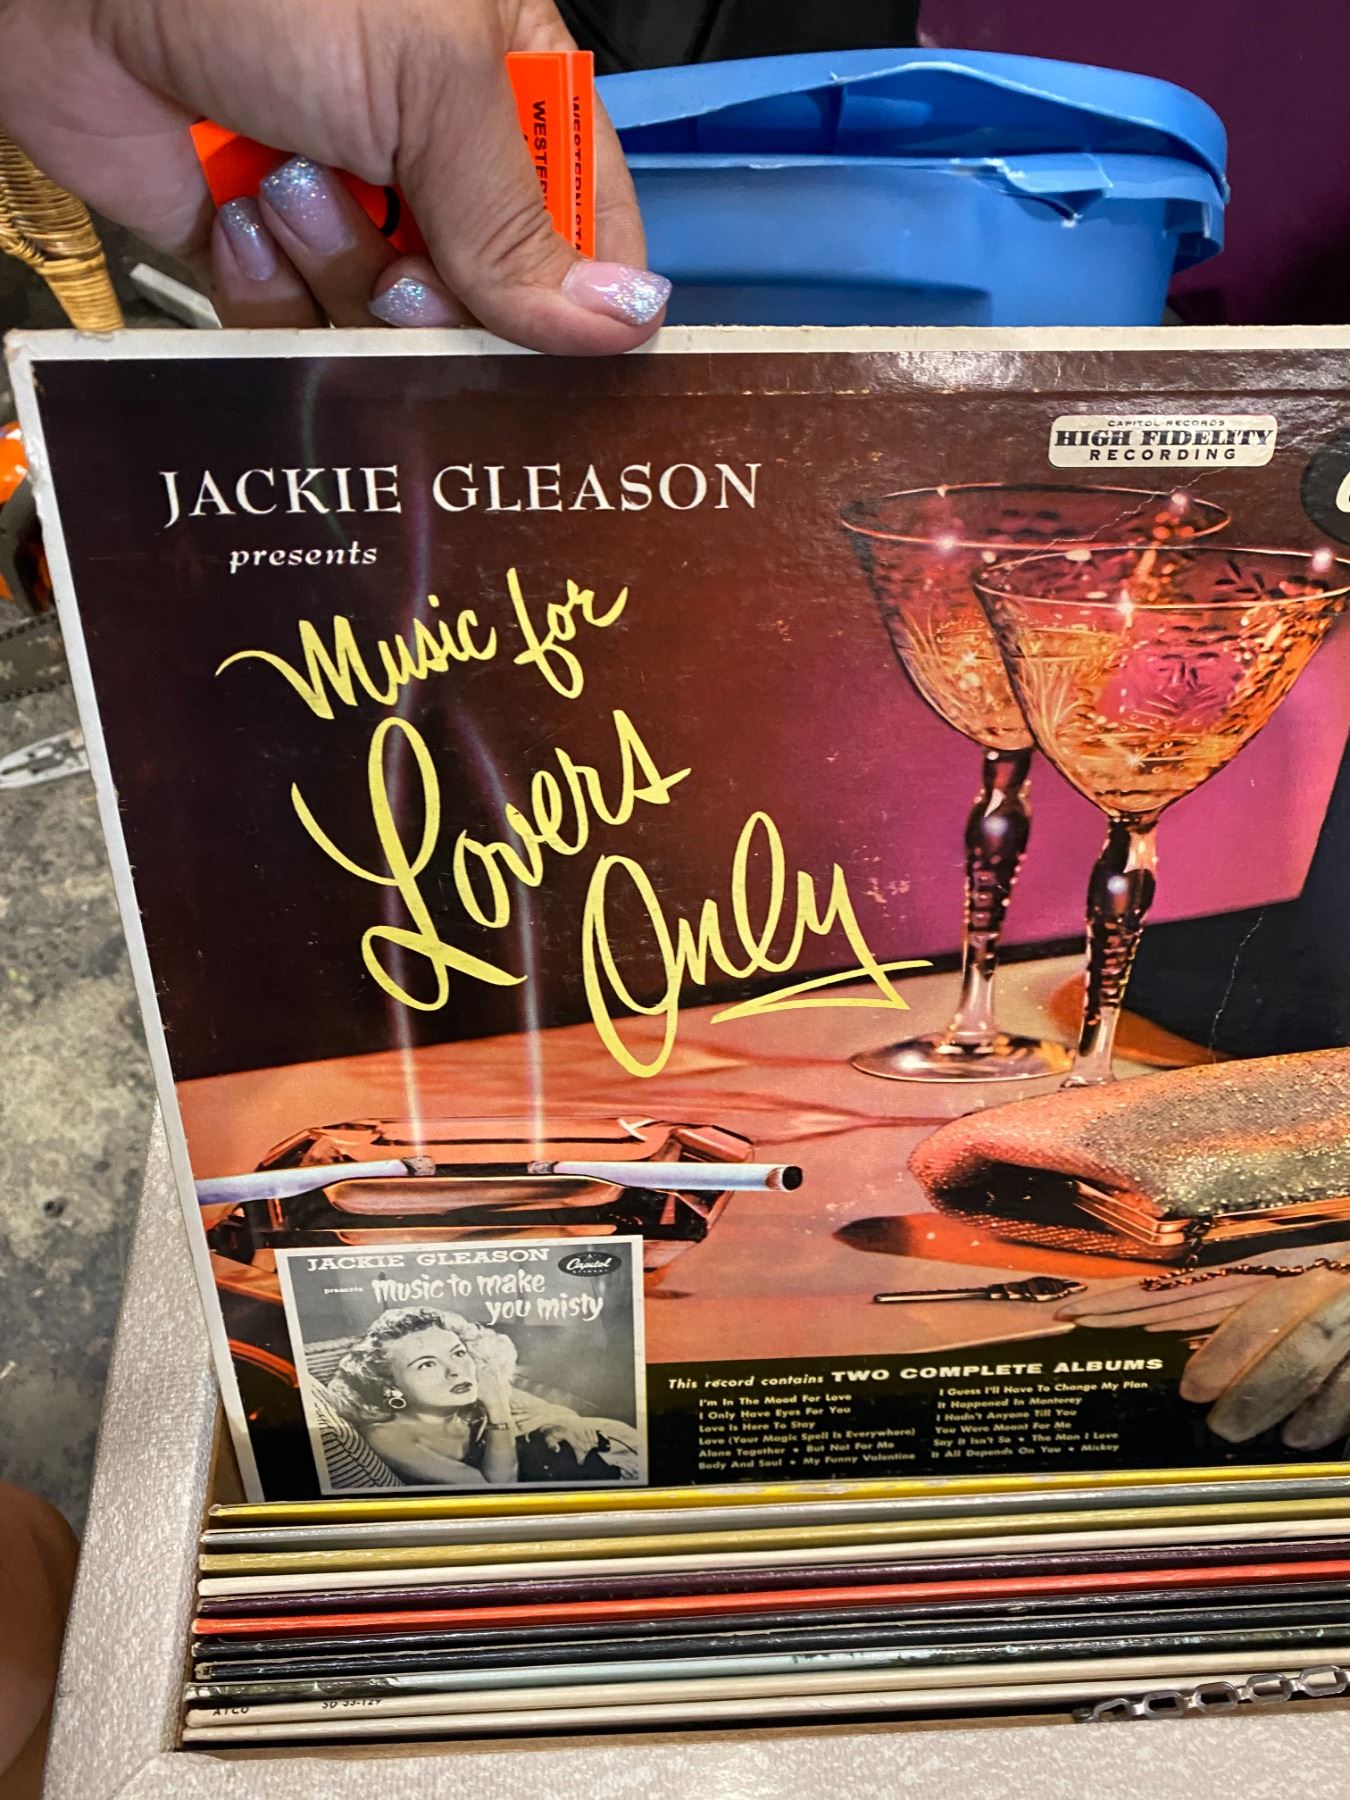 WESTERN STA
WESTER
CAPITOL RECORDS
HIGH FIDELITY
RECORDING
JACKIE GLEASON
presents
Music for
Lovers
Only
JACKIE GLEASON
Capitol
presents music to make
you misty
This record contains TWO COMPLETE ALBUMS
I'm In The Mood For Love
I Only Have Eyes For You
Love Is Here To Stay
Love (Your Magic Spell Is Everywhere)
Alone Together • But Not For Me
Body And Soul • My Funny Valentine
I Guess I'll Have To Change My Plan
It Happened In Monterey
I Hadn't Anyone Till You
You Were Meant For Me
Say It Isn't So • The Man I Love
It All Depends On You • Mickey
ATCO SD 33-129